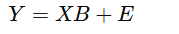 Y = XB + E